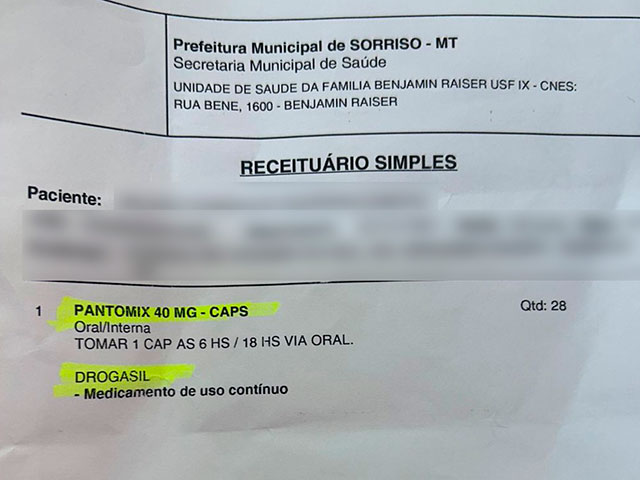 Prefeitura Municipal de SORRISO - MT
Secretaria Municipal de Saúde
UNIDADE DE SAUDE DA FAMILIA BENJAMIN RAISER USF IX - CNES:
RUA BENE, 1600 - BENJAMIN RAISER
RECEITUÁRIO SIMPLES
Paciente:
1 PANTOMIX 40 MG - CAPS Qtd: 28
Oral/Interna
TOMAR 1 CAP AS 6 HS / 18 HS VIA ORAL.
DROGASIL
- Medicamento de uso contínuo